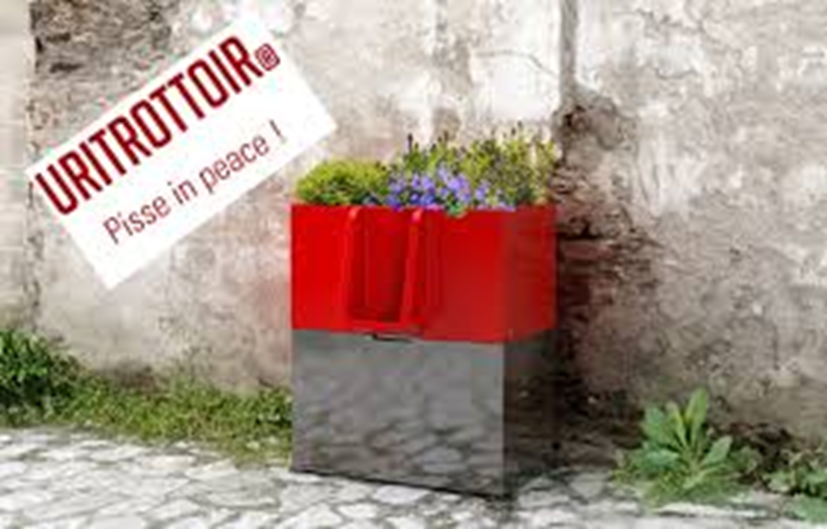 URITROTTOIR@
Pisse in peace !